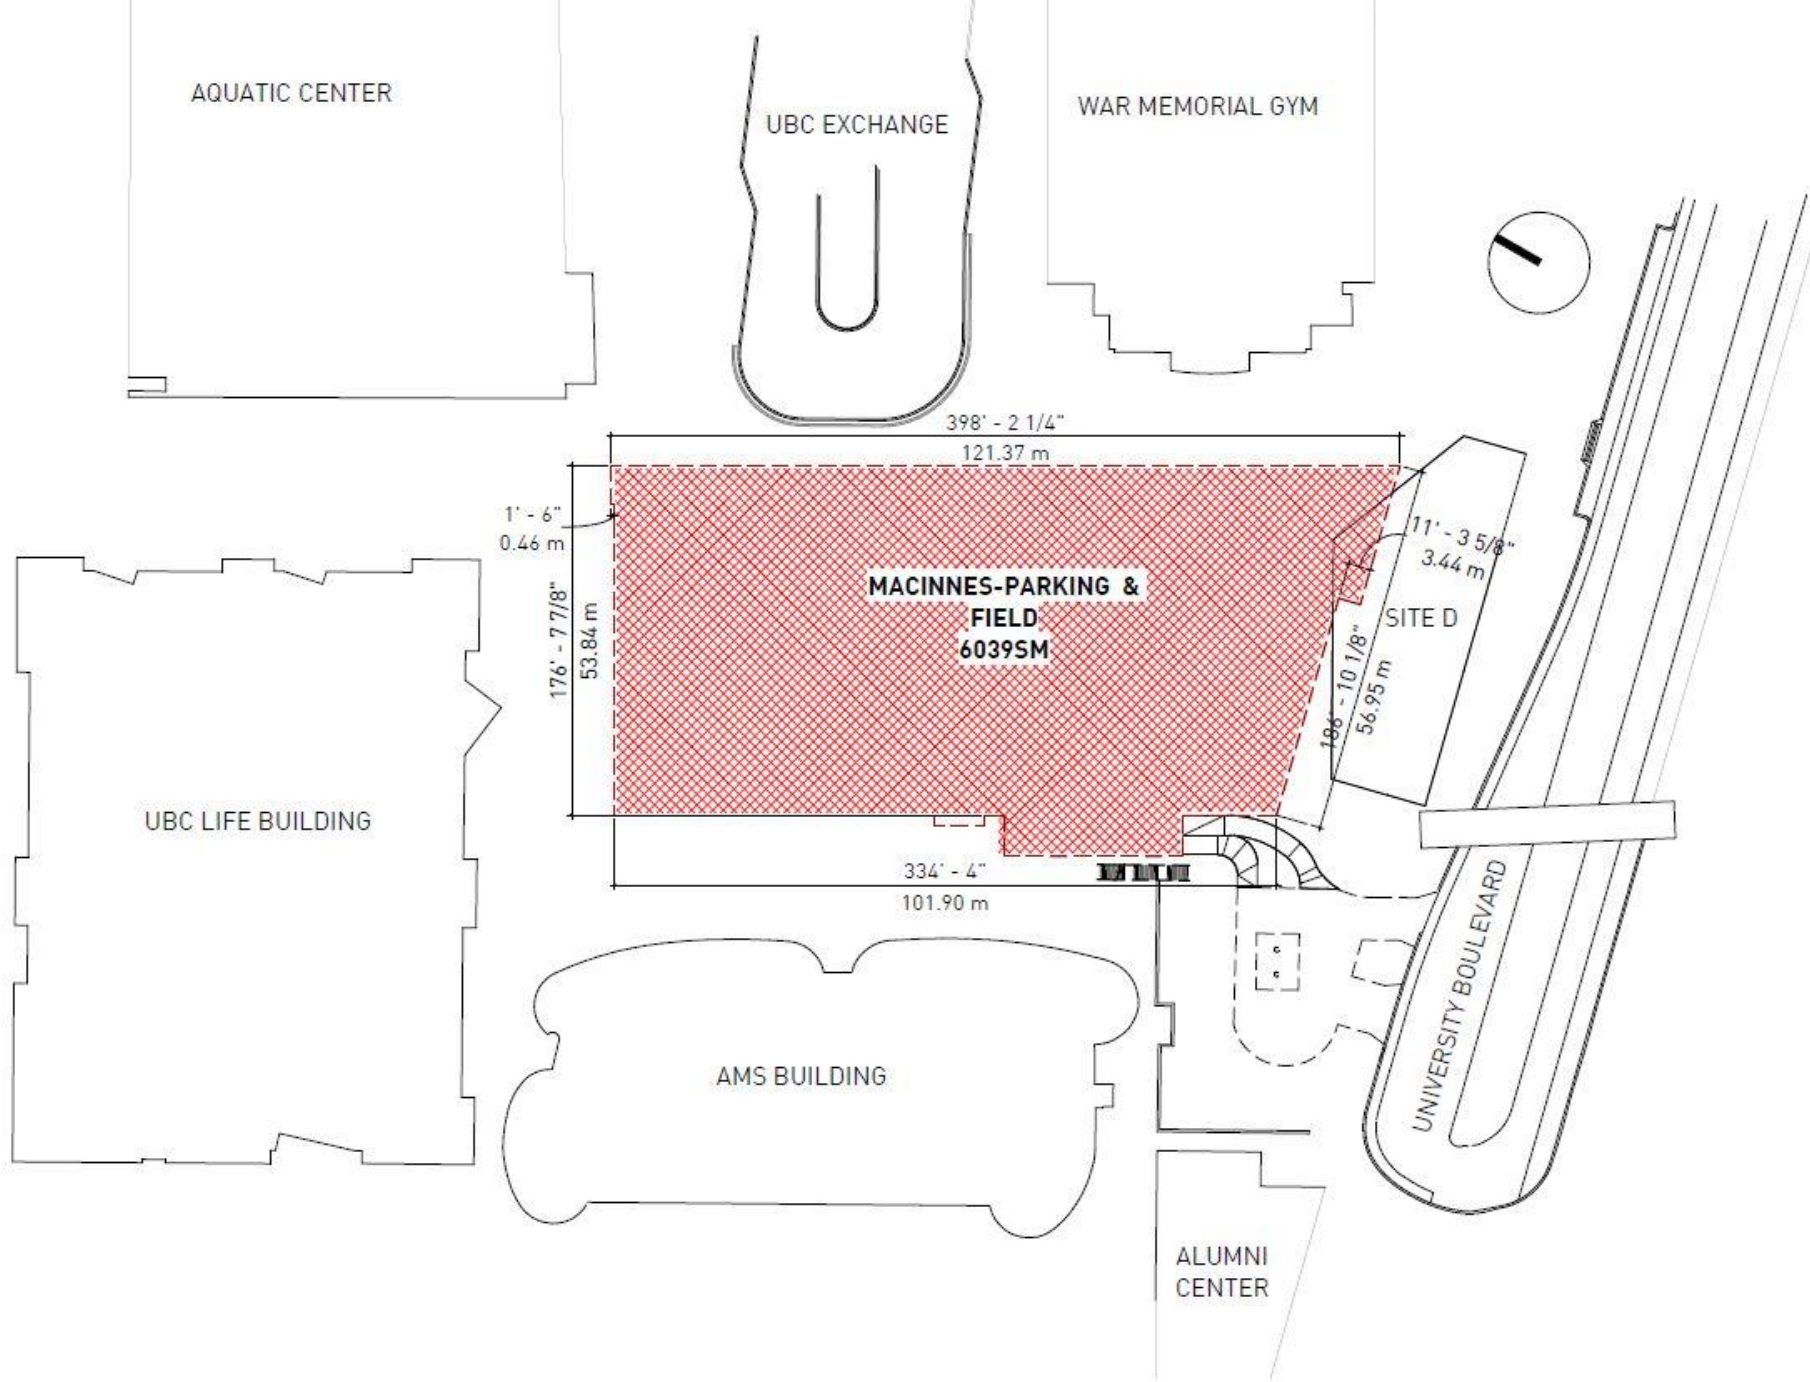 AQUATIC CENTER
UBC EXCHANGE
WAR MEMORIAL GYM
398' - 2 1/4"
121.37 m
1' - 6"
0.46 m
11' - 3 5/8"
3.44 m
176' - 7 7/8"
53.84 m
MACINNES-PARKING &
FIELD
6039SM
SITE D
186' - 10 1/8"
56.95 m
UBC LIFE BUILDING
334' - 4"
101.90 m
UNIVERSITY BOULEVARD
AMS BUILDING
ALUMNI
CENTER